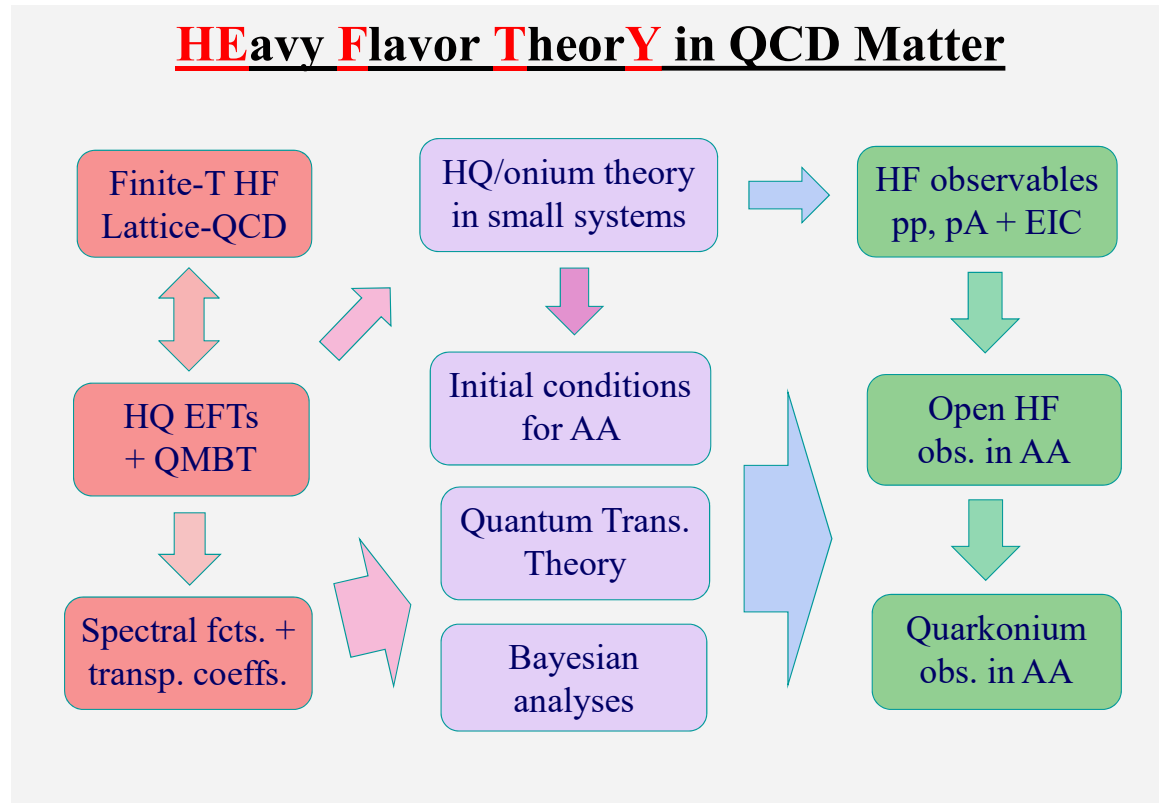 HEavy Flavor TheorY in QCD Matter
Finite-T HF
Lattice-QCD
HQ EFTs
+ QMBT
Spectral fcts. +
transp. coeffs.
HQ/onium theory
in small systems
Initial conditions
for AA
Quantum Trans.
Theory
Bayesian
analyses
HF observables
pp, pA + EIC
Open HF
obs. in AA
Quarkonium
obs. in AA